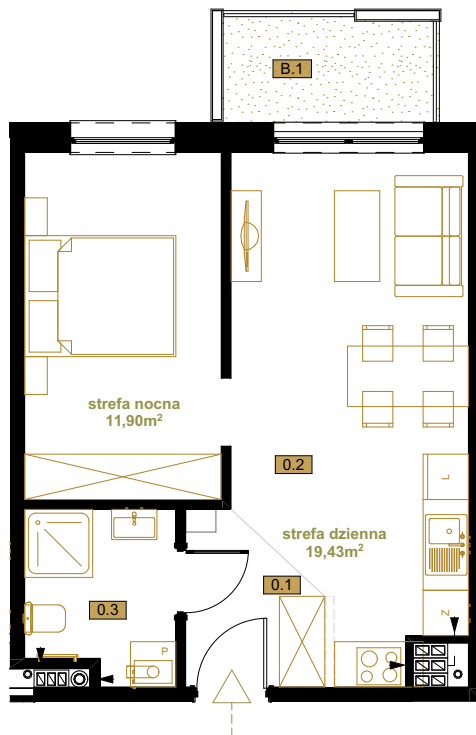 B.1
strefa nocna
11,90m²
0.2
L
strefa dzienna
19,43m²
0.1
0.3
Z
P